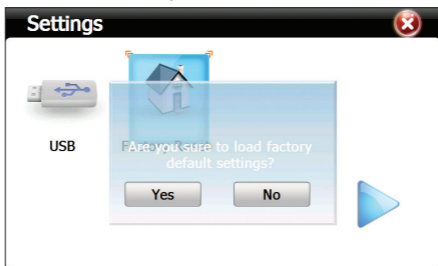 Settings
USB
Are you sure to load factory
default settings?
Yes
No